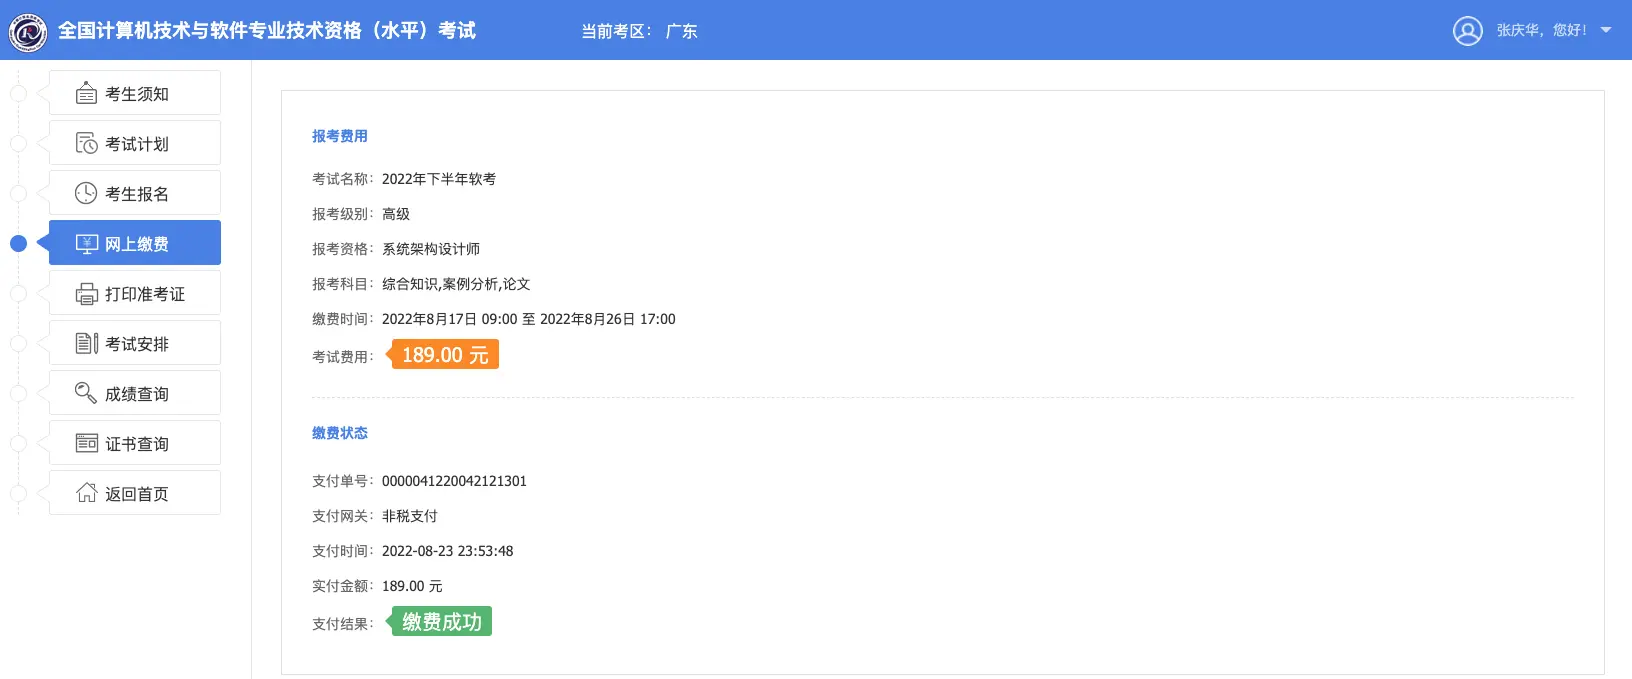 全国计算机技术与软件专业技术资格（水平）考试
当前考区： 广东
张庆华，您好！
考生须知
考试计划
考生报名
网上缴费
打印准考证
考试安排
成绩查询
证书查询
返回首页
报考费用
考试名称：2022年下半年软考
报考级别：高级
报考资格：系统架构设计师
报考科目：综合知识,案例分析,论文
缴费时间：2022年8月17日 09:00 至 2022年8月26日 17:00
考试费用：189.00 元
缴费状态
支付单号：0000041220042121301
支付网关：非税支付
支付时间：2022-08-23 23:53:48
实付金额：189.00 元
支付结果：缴费成功